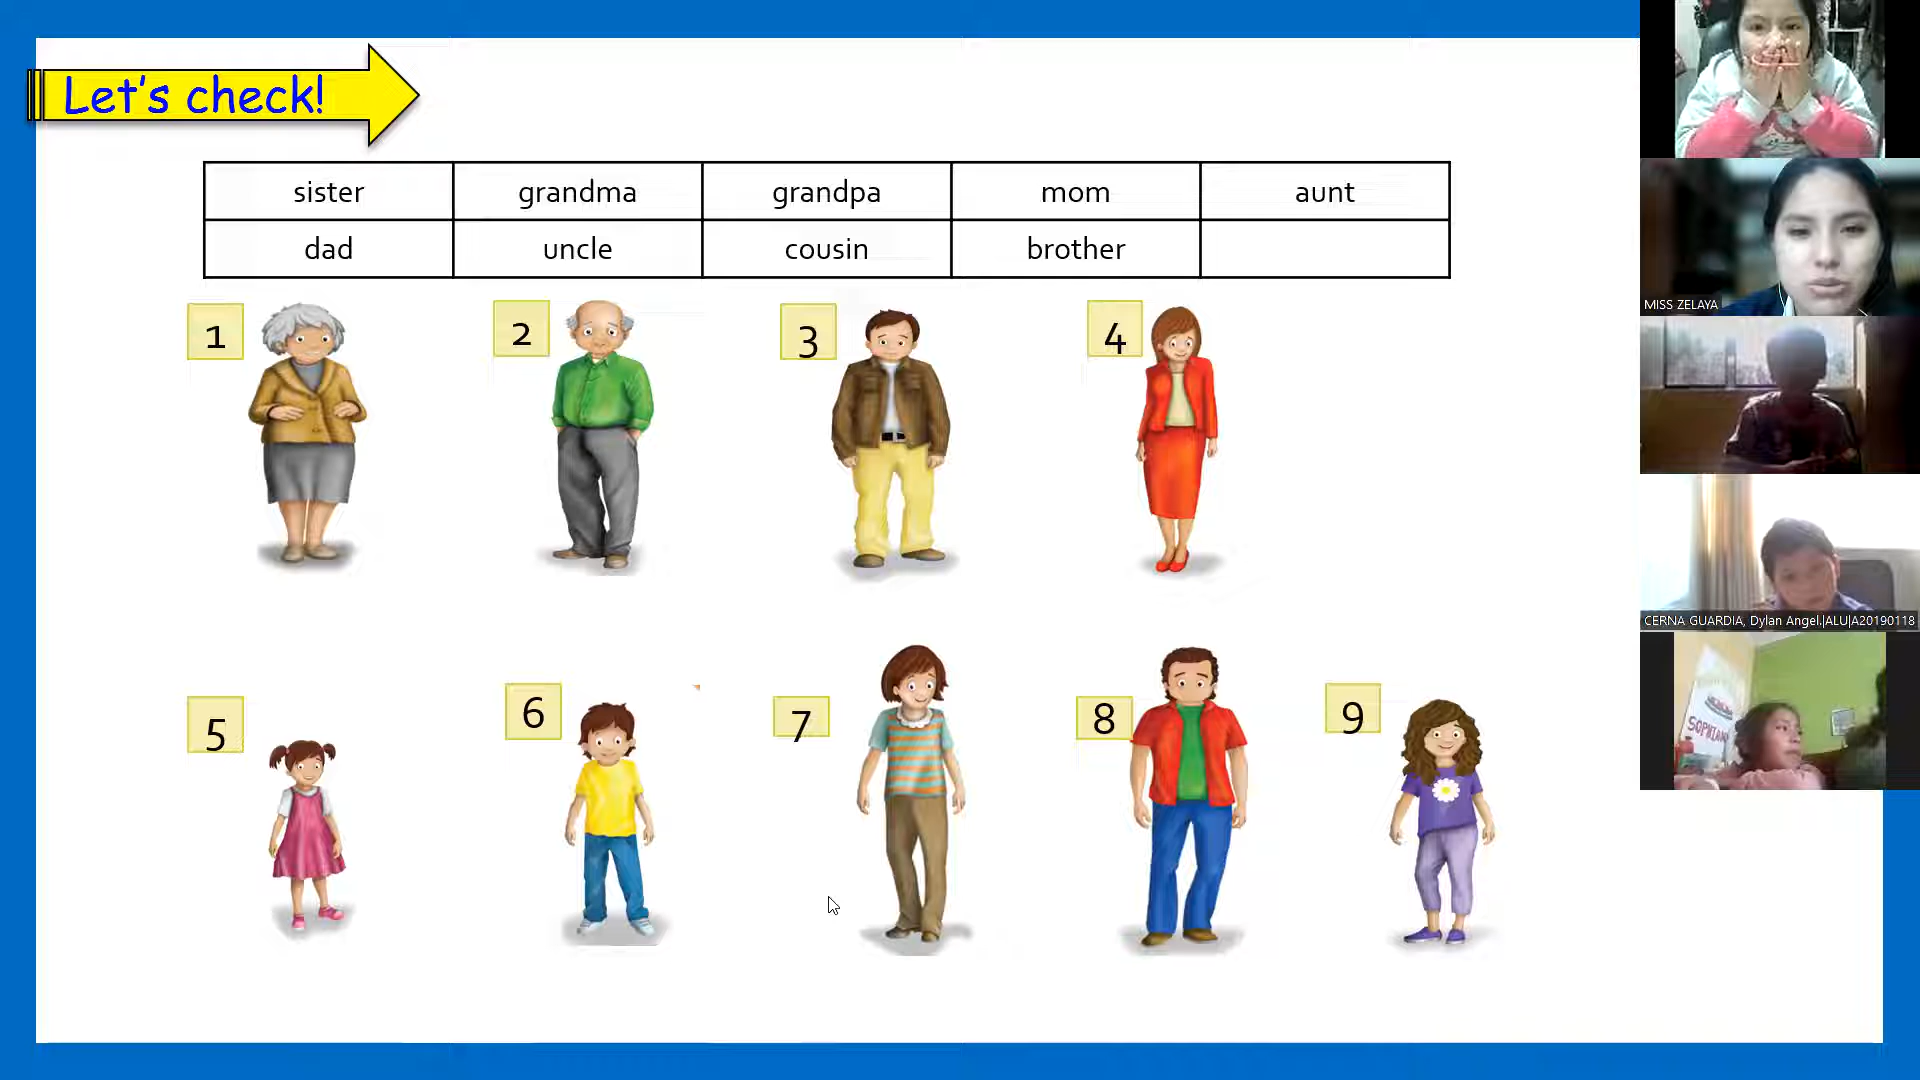 Let's check!
sister grandma grandpa mom aunt
dad uncle cousin brother
1 2 3 4
5 6 7 8 9
MISS ZELAYA
CERNA GUARDIA, Dylan Angel.|ALU|A20190118